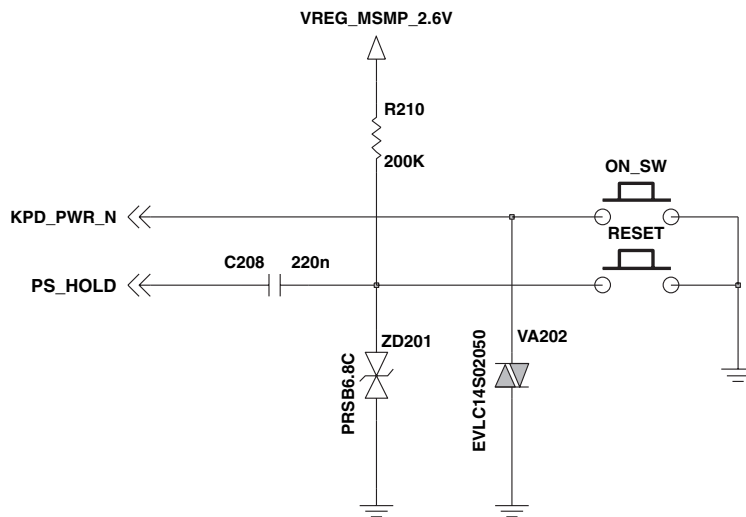 VREG_MSMP_2.6V
R210
200K
ON_SW
KPD_PWR_N
RESET
C208 220n
PS_HOLD
ZD201
PRSB6.8C
VA202
EVLC14S02050